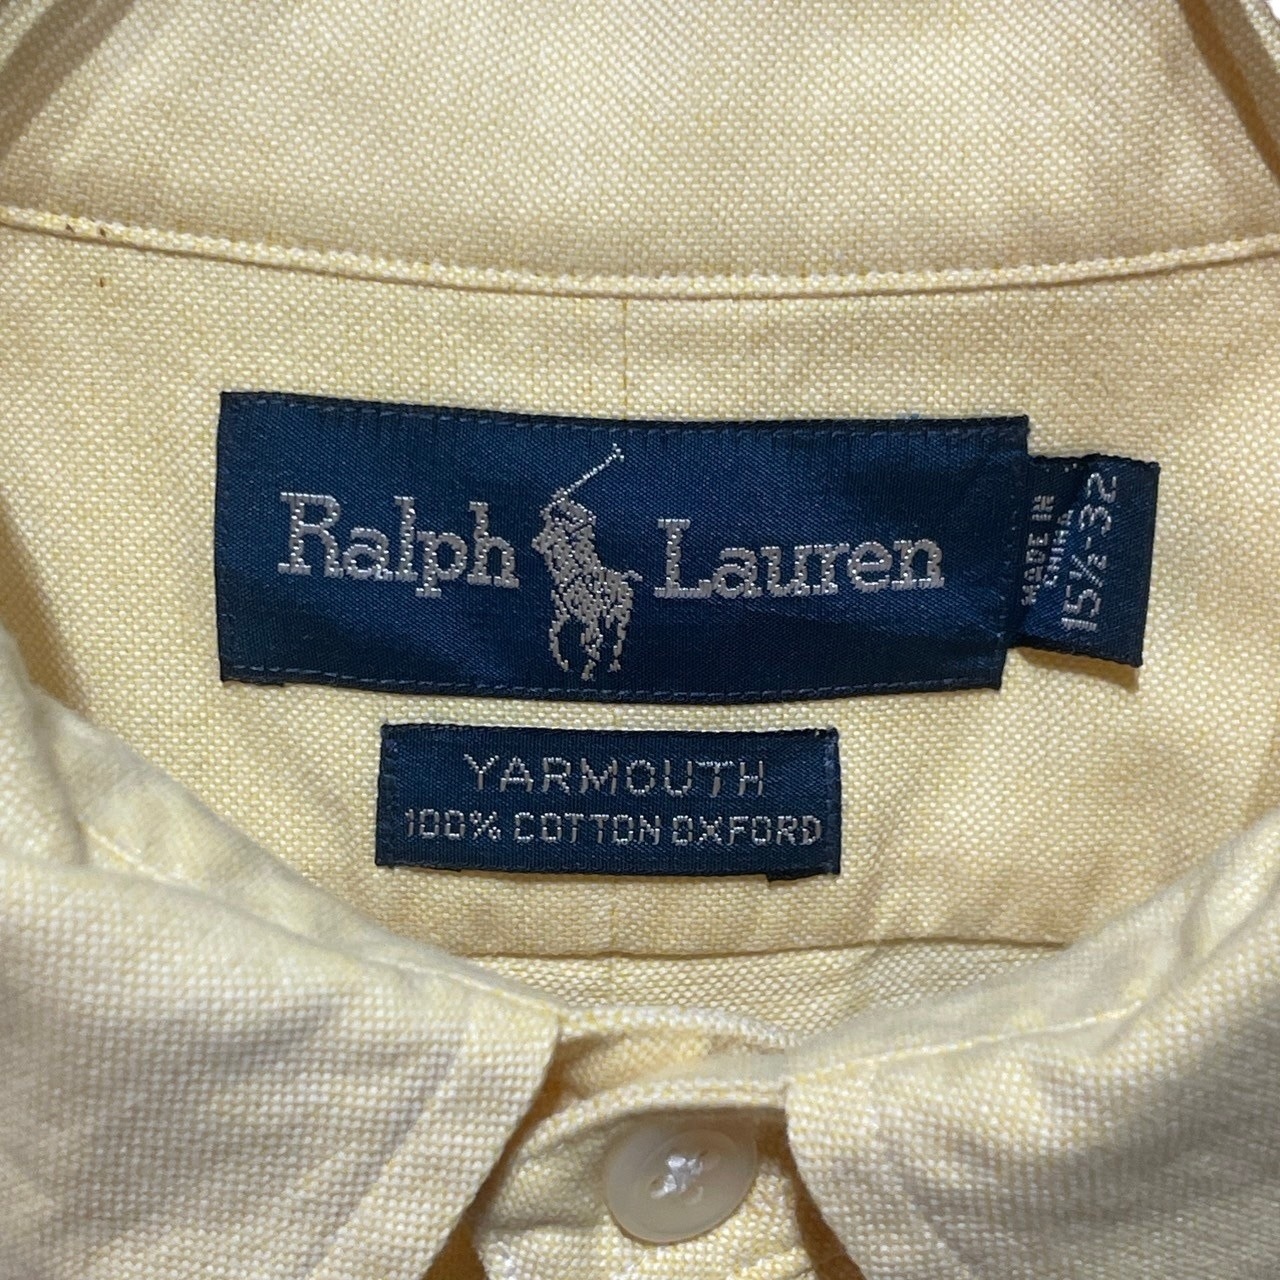 Ralph Lauren
MADE IN
CHINA
15½-32
YARMOUTH
100% COTTON OXFORD